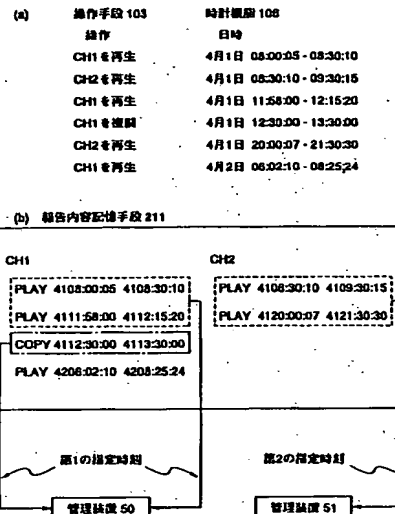 (a) 操作手段 103 時計機構 106
操作 日時
CH1を再生 4月1日 08:00:05 - 08:30:10
CH2を再生 4月1日 08:30:10 - 09:30:15
CH1を再生 4月1日 11:58:00 - 12:15:20
CH1を複製 4月1日 12:30:00 - 13:30:00
CH2を再生 4月1日 20:00:07 - 21:30:30
CH1を再生 4月2日 06:02:10 - 08:25:24
(b) 報告内容記憶手段 211
CH1 CH2
PLAY 4108:00:05 4108:30:10 PLAY 4108:30:10 4109:30:15
PLAY 4111:58:00 4112:15:20 PLAY 4120:00:07 4121:30:30
COPY 4112:30:00 4113:30:00
PLAY 4206:02:10 4208:25:24
第1の指定時刻 第2の指定時刻
管理装置 50 管理装置 51